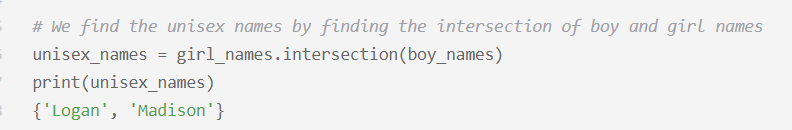 # We find the unisex names by finding the intersection of boy and girl names
unisex_names = girl_names.intersection(boy_names)
print(unisex_names)
{'Logan', 'Madison'}